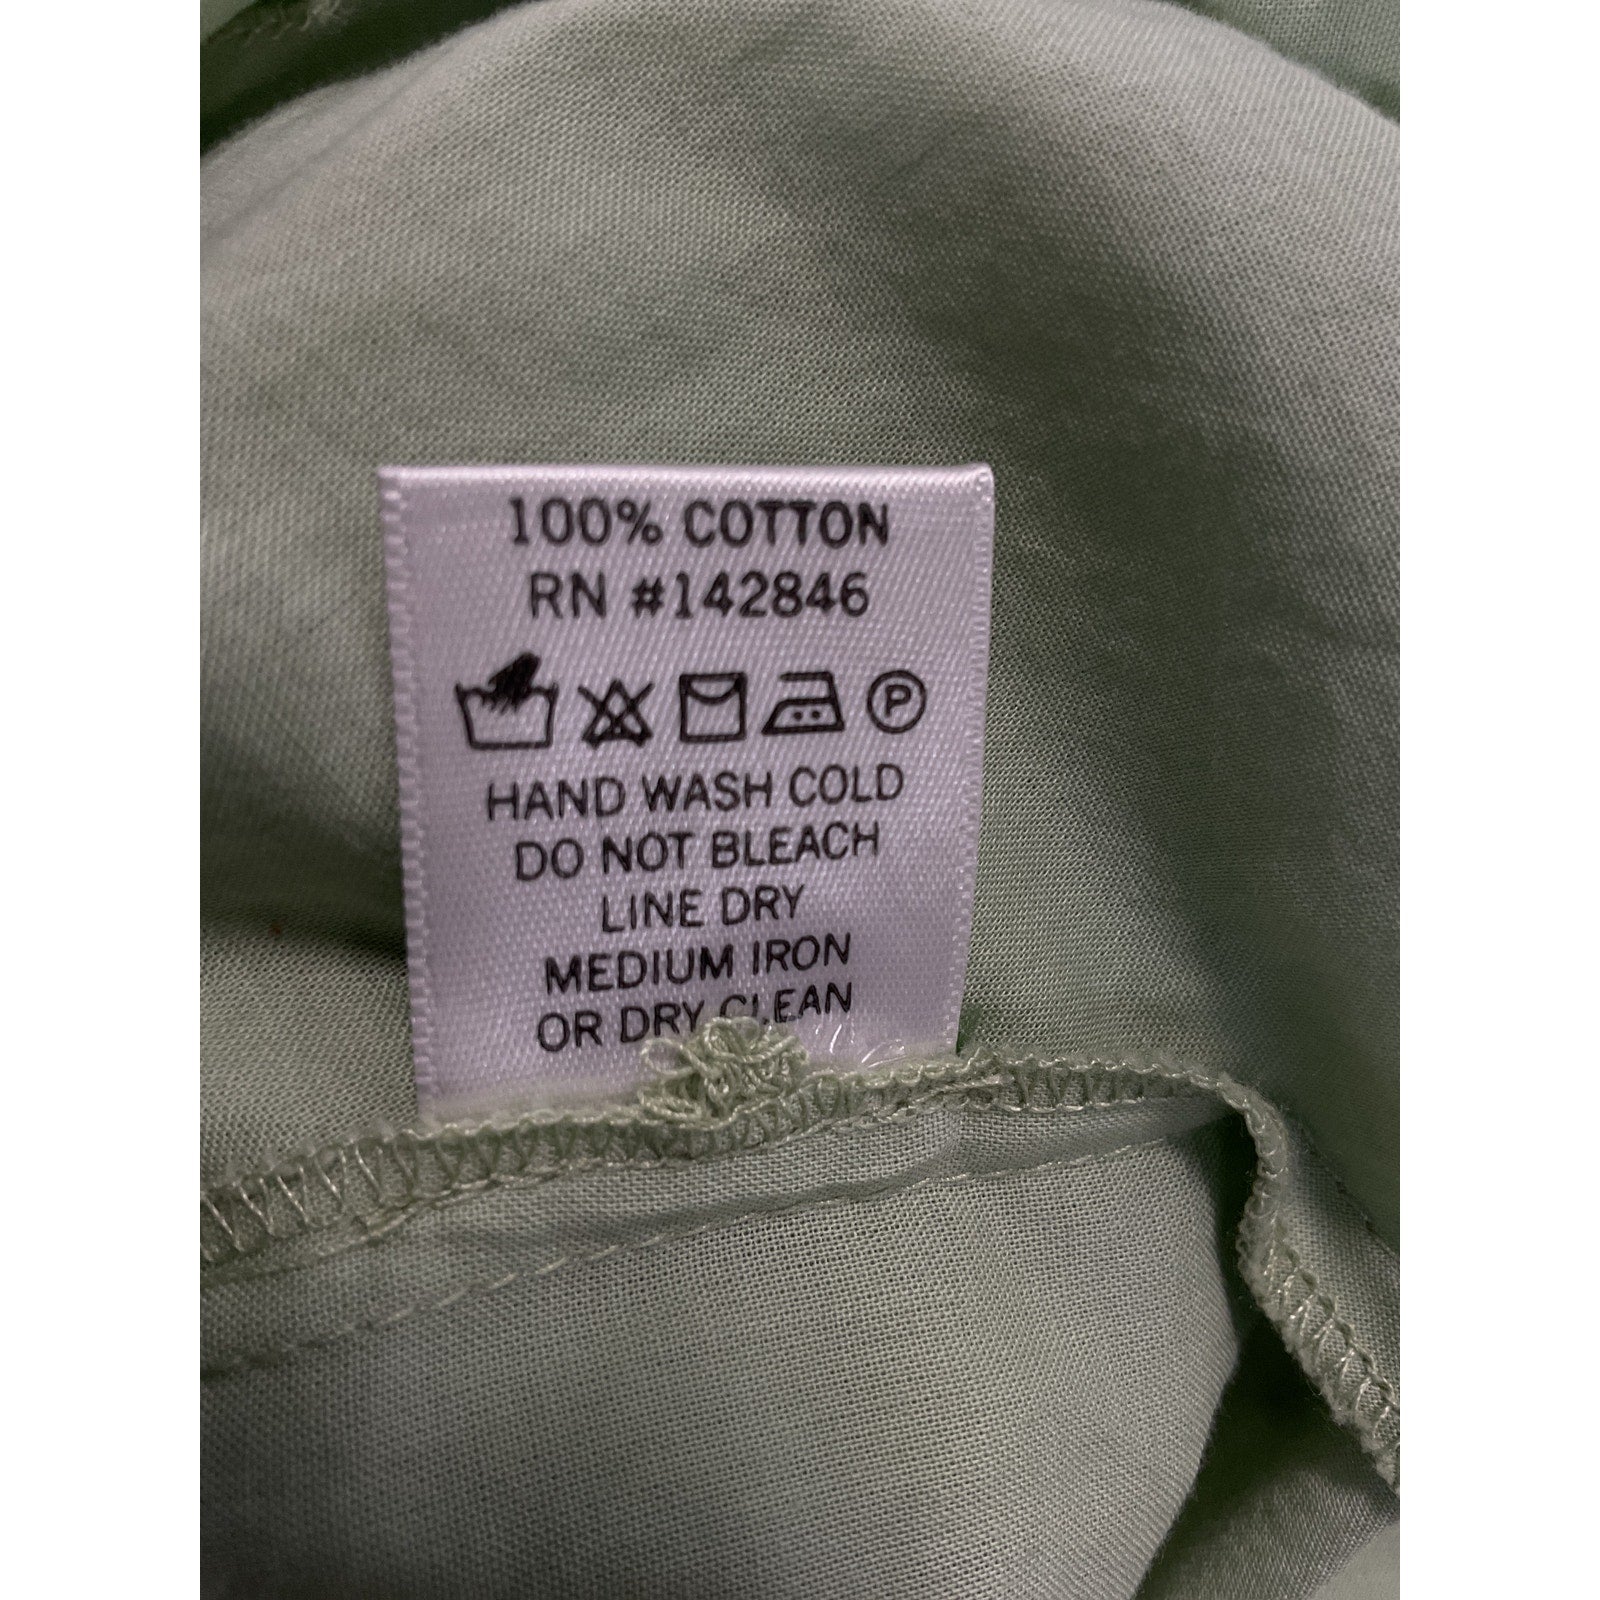 100% COTTON
RN #142846
P
HAND WASH COLD
DO NOT BLEACH
LINE DRY
MEDIUM IRON
OR DRY CLEAN